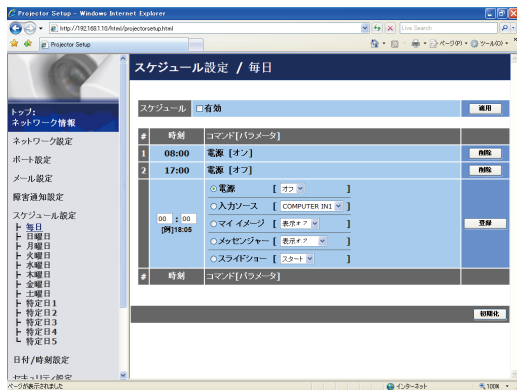 Projector Setup - Windows Internet Explorer
http://192.168.1.10/html/projectorsetup.html
Live Search
Projector Setup
ページ(P)
ツール(O)
スケジュール設定 / 毎日
トップ:
ネットワーク情報
ネットワーク設定
ポート設定
メール設定
障害通知設定
スケジュール設定
毎日
日曜日
月曜日
火曜日
水曜日
木曜日
金曜日
土曜日
特定日1
特定日2
特定日3
特定日4
特定日5
日付/時刻設定
セキュリティ設定
スケジュール 有効 適用
# 時刻 コマンド[パラメータ]
1 08:00 電源 [オン] 削除
2 17:00 電源 [オフ] 削除
00 : 00
[例]18:05
電源 [ オフ ]
入力ソース [ COMPUTER IN1 ]
マイ イメージ [ 表示オフ ]
メッセンジャー [ 表示オフ ]
スライドショー [ スタート ]
登録
# 時刻 コマンド[パラメータ]
初期化
ページが表示されました
インターネット
100%